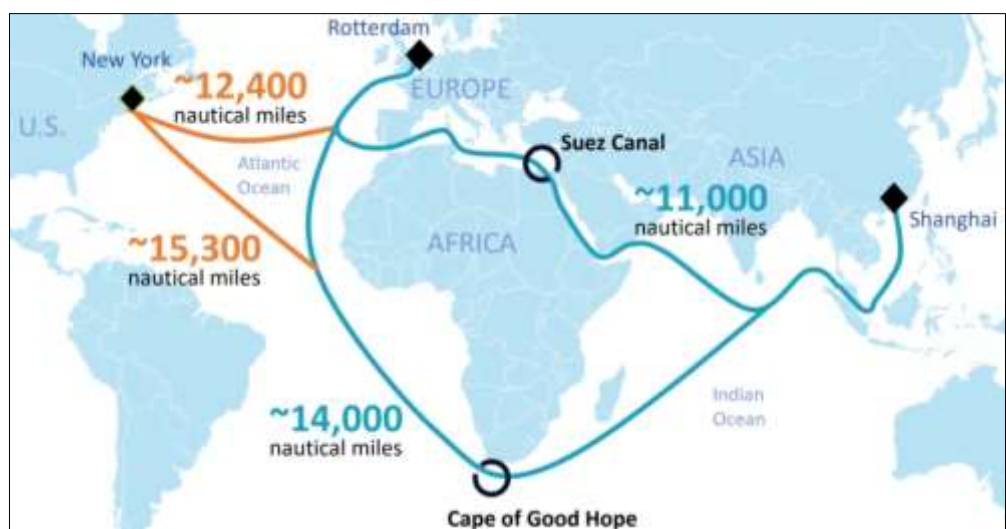 Rotterdam
New York
~12,400
nautical miles
EUROPE
U.S.
Suez Canal
ASIA
Atlantic
Ocean
~11,000
nautical miles
Shanghai
AFRICA
~15,300
nautical miles
Indian
Ocean
~14,000
nautical miles
Cape of Good Hope